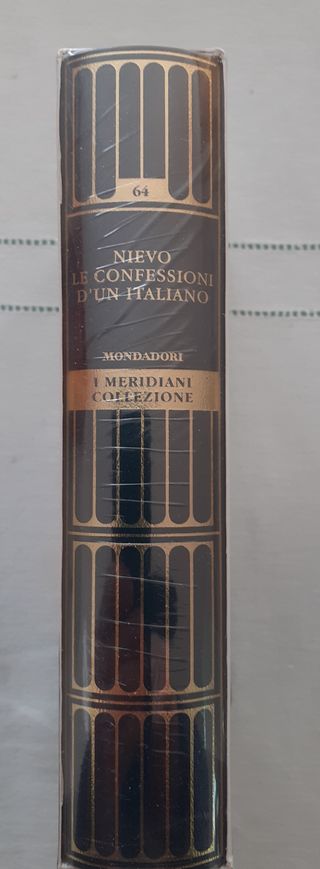 64
NIEVO
LE CONFESSIONI
D'UN ITALIANO
MONDADORI
I MERIDIANI
COLLEZIONE